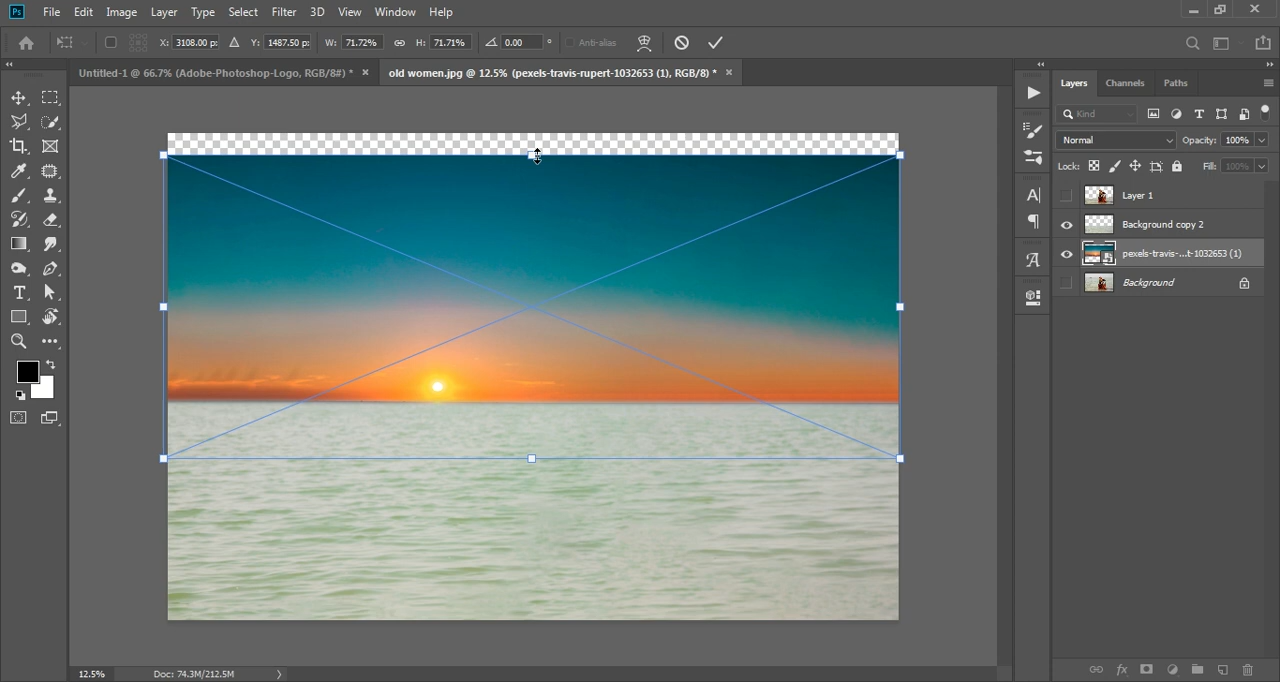 Ps File Edit Image Layer Type Select Filter 3D View Window Help
X: 3108.00 p: Y: 1487.50 p: W: 71.72% H: 71.71% 0.00 ° Anti-alias
Untitled-1 @ 66.7% (Adobe-Photoshop-Logo, RGB/8#) * × old women.jpg @ 12.5% (pexels-travis-rupert-1032653 (1), RGB/8) * ×
Layers Channels Paths
Kind
Normal Opacity: 100%
Lock: Fill: 100%
Layer 1
Background copy 2
pexels-travis-...t-1032653 (1)
Background
12.5% Doc: 74.3M/212.5M